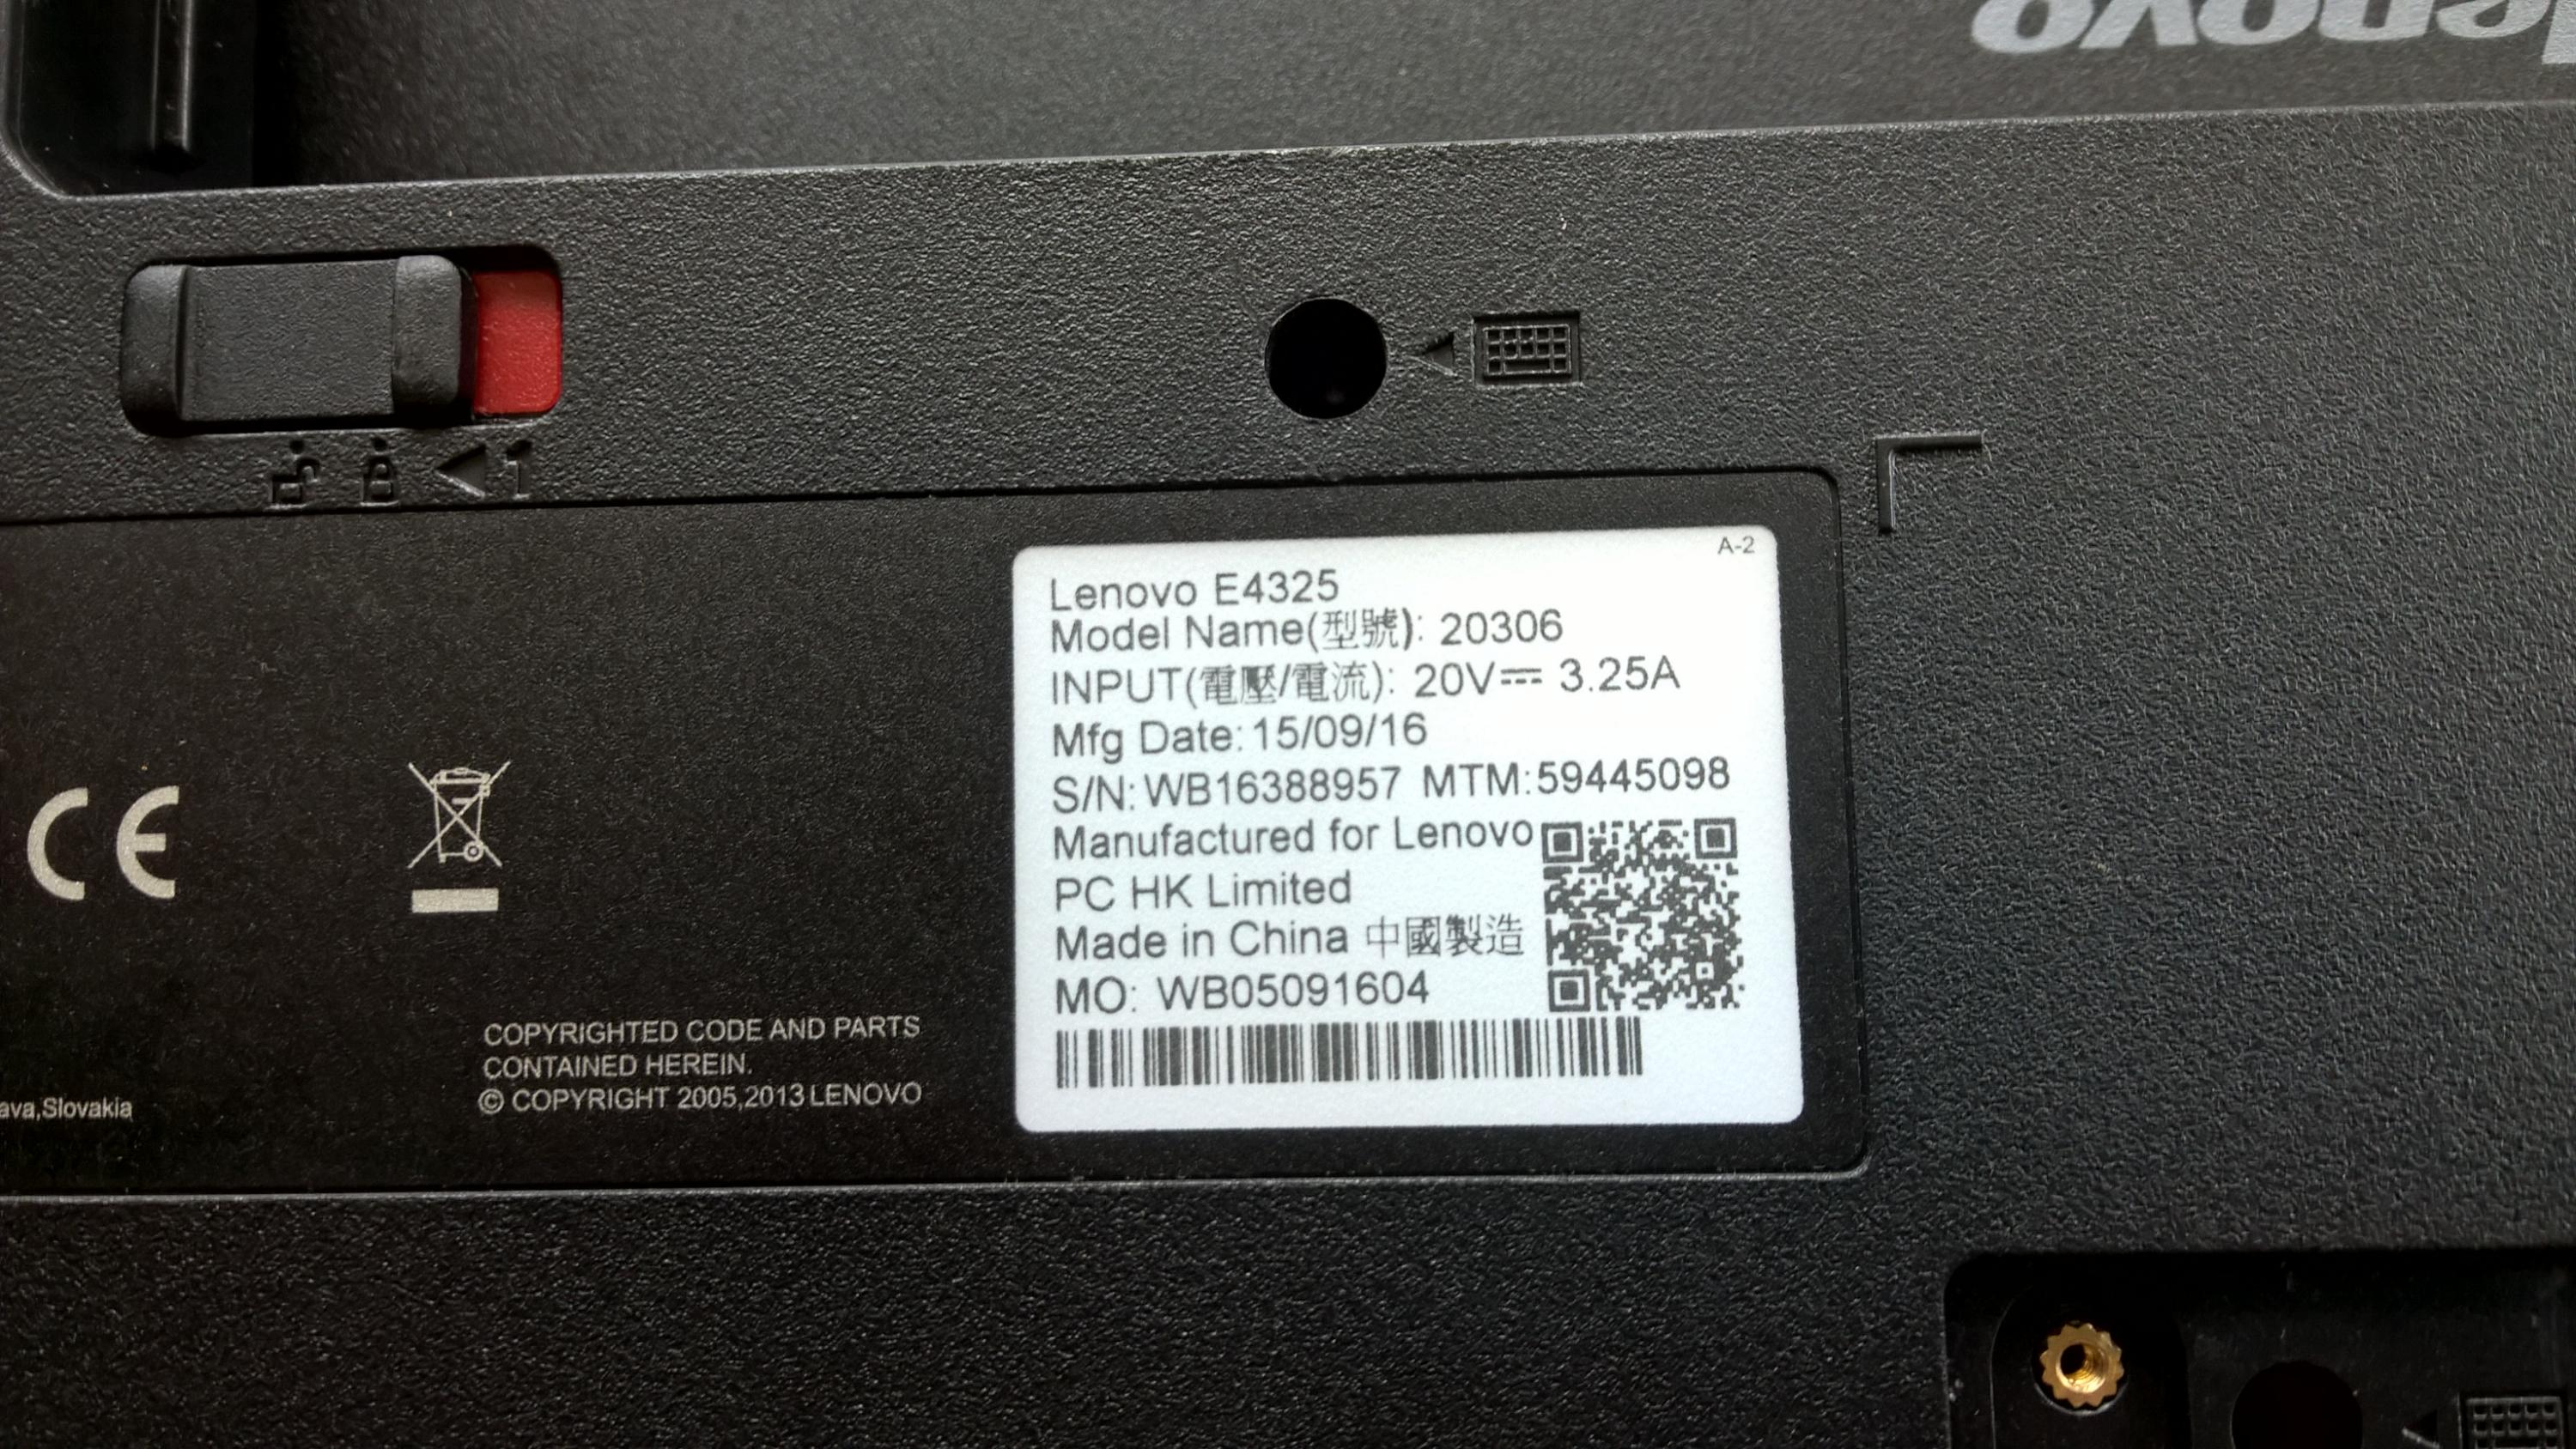 lenovo
1
A-2
Lenovo E4325
Model Name(型號): 20306
INPUT(電壓/電流): 20V⎓ 3.25A
Mfg Date: 15/09/16
S/N: WB16388957 MTM:59445098
Manufactured for Lenovo
PC HK Limited
Made in China 中國製造
MO: WB05091604
CE
COPYRIGHTED CODE AND PARTS
CONTAINED HEREIN.
© COPYRIGHT 2005,2013 LENOVO
ava,Slovakia